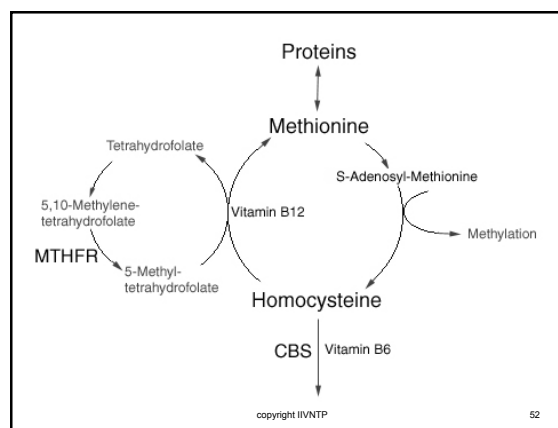 Proteins
Methionine
Tetrahydrofolate
S-Adenosyl-Methionine
5,10-Methylene-
tetrahydrofolate
Vitamin B12
Methylation
MTHFR
5-Methyl-
tetrahydrofolate
Homocysteine
CBS
Vitamin B6
copyright IIVNTP
52